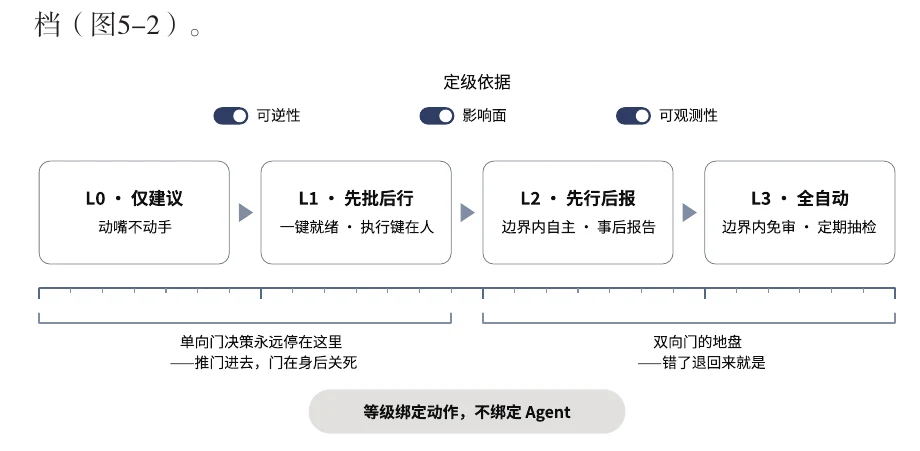 档（图5–2）。
定级依据
可逆性 影响面 可观测性
L0 · 仅建议
动嘴不动手
L1 · 先批后行
一键就绪 · 执行键在人
L2 · 先行后报
边界内自主 · 事后报告
L3 · 全自动
边界内免审 · 定期抽检
单向门决策永远停在这里
——推门进去，门在身后关死
双向门的地盘
——错了退回来就是
等级绑定动作，不绑定 Agent